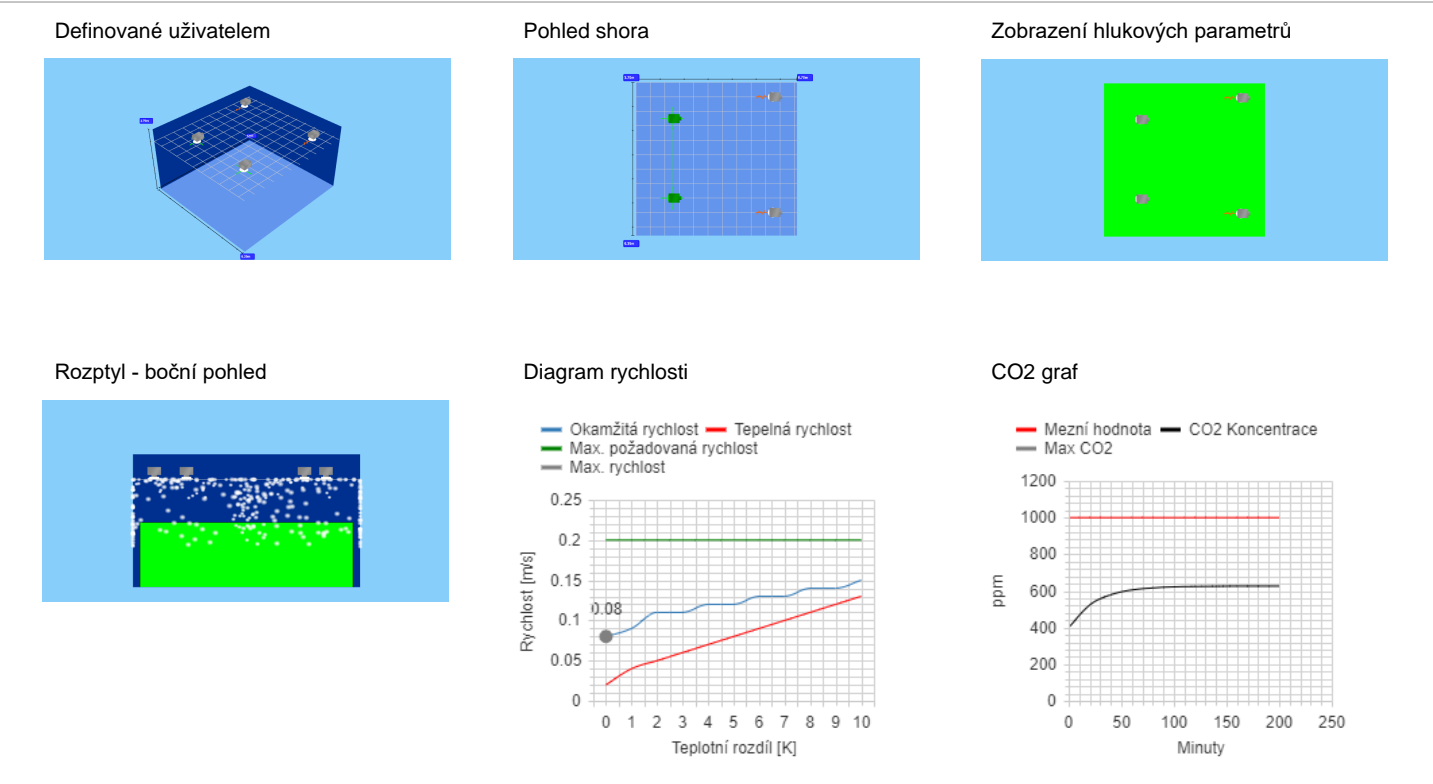 Definované uživatelem
Pohled shora
Zobrazení hlukových parametrů
Rozptyl - boční pohled
Diagram rychlosti
CO2 graf
Okamžitá rychlost
Tepelná rychlost
Max. požadovaná rychlost
Max. rychlost
0.25
0.2
0.15
0.1
0.05
0
0.08
Rychlost [m/s]
0 1 2 3 4 5 6 7 8 9 10
Teplotní rozdíl [K]
Mezní hodnota
CO2 Koncentrace
Max CO2
1200
1000
800
600
400
200
0
ppm
0 50 100 150 200 250
Minuty